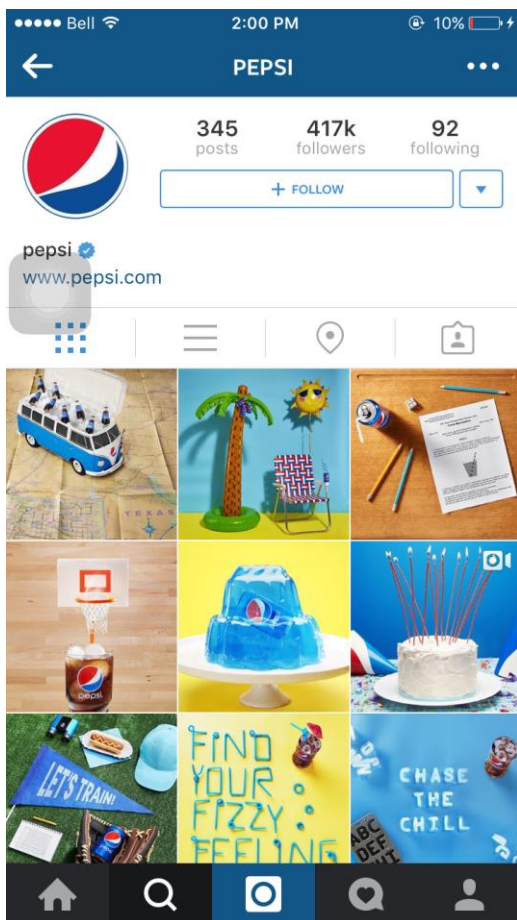 Bell 2:00 PM 10%
PEPSI
345 417k 92
posts followers following
+ FOLLOW
pepsi
www.pepsi.com
TEXAS
pepsi
LET'S TRAIN!
FIND
YOUR
FIZZY
FEELING
CHASE
THE
CHILL
ABC
DEF